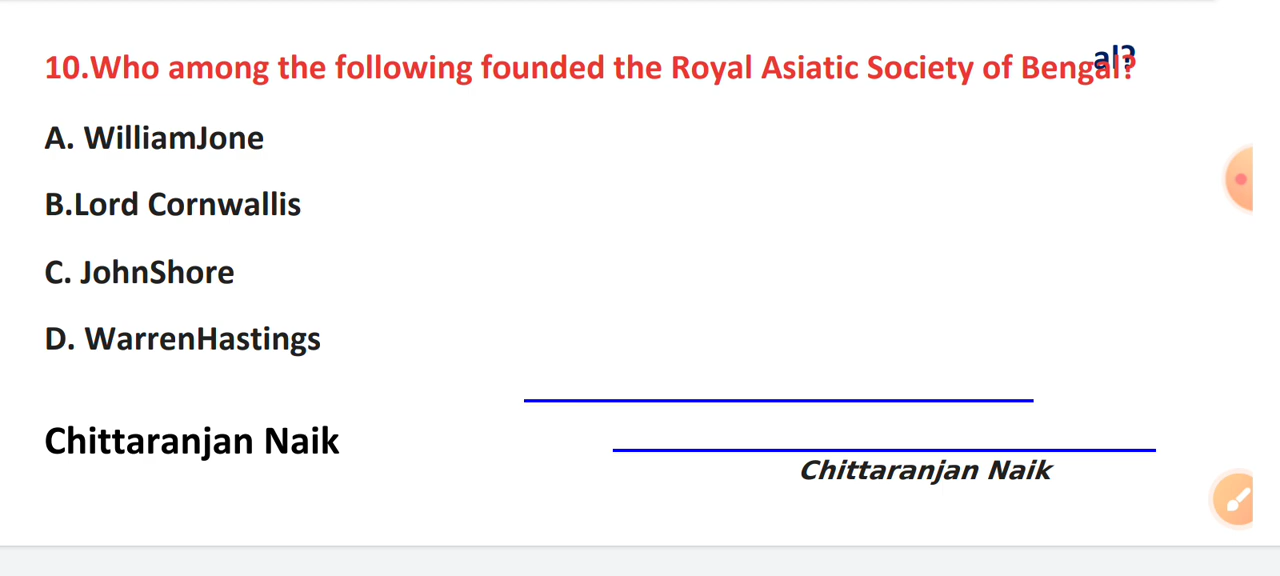 10.Who among the following founded the Royal Asiatic Society of Bengal?
al?
A. WilliamJone
B.Lord Cornwallis
C. JohnShore
D. WarrenHastings
Chittaranjan Naik
Chittaranjan Naik